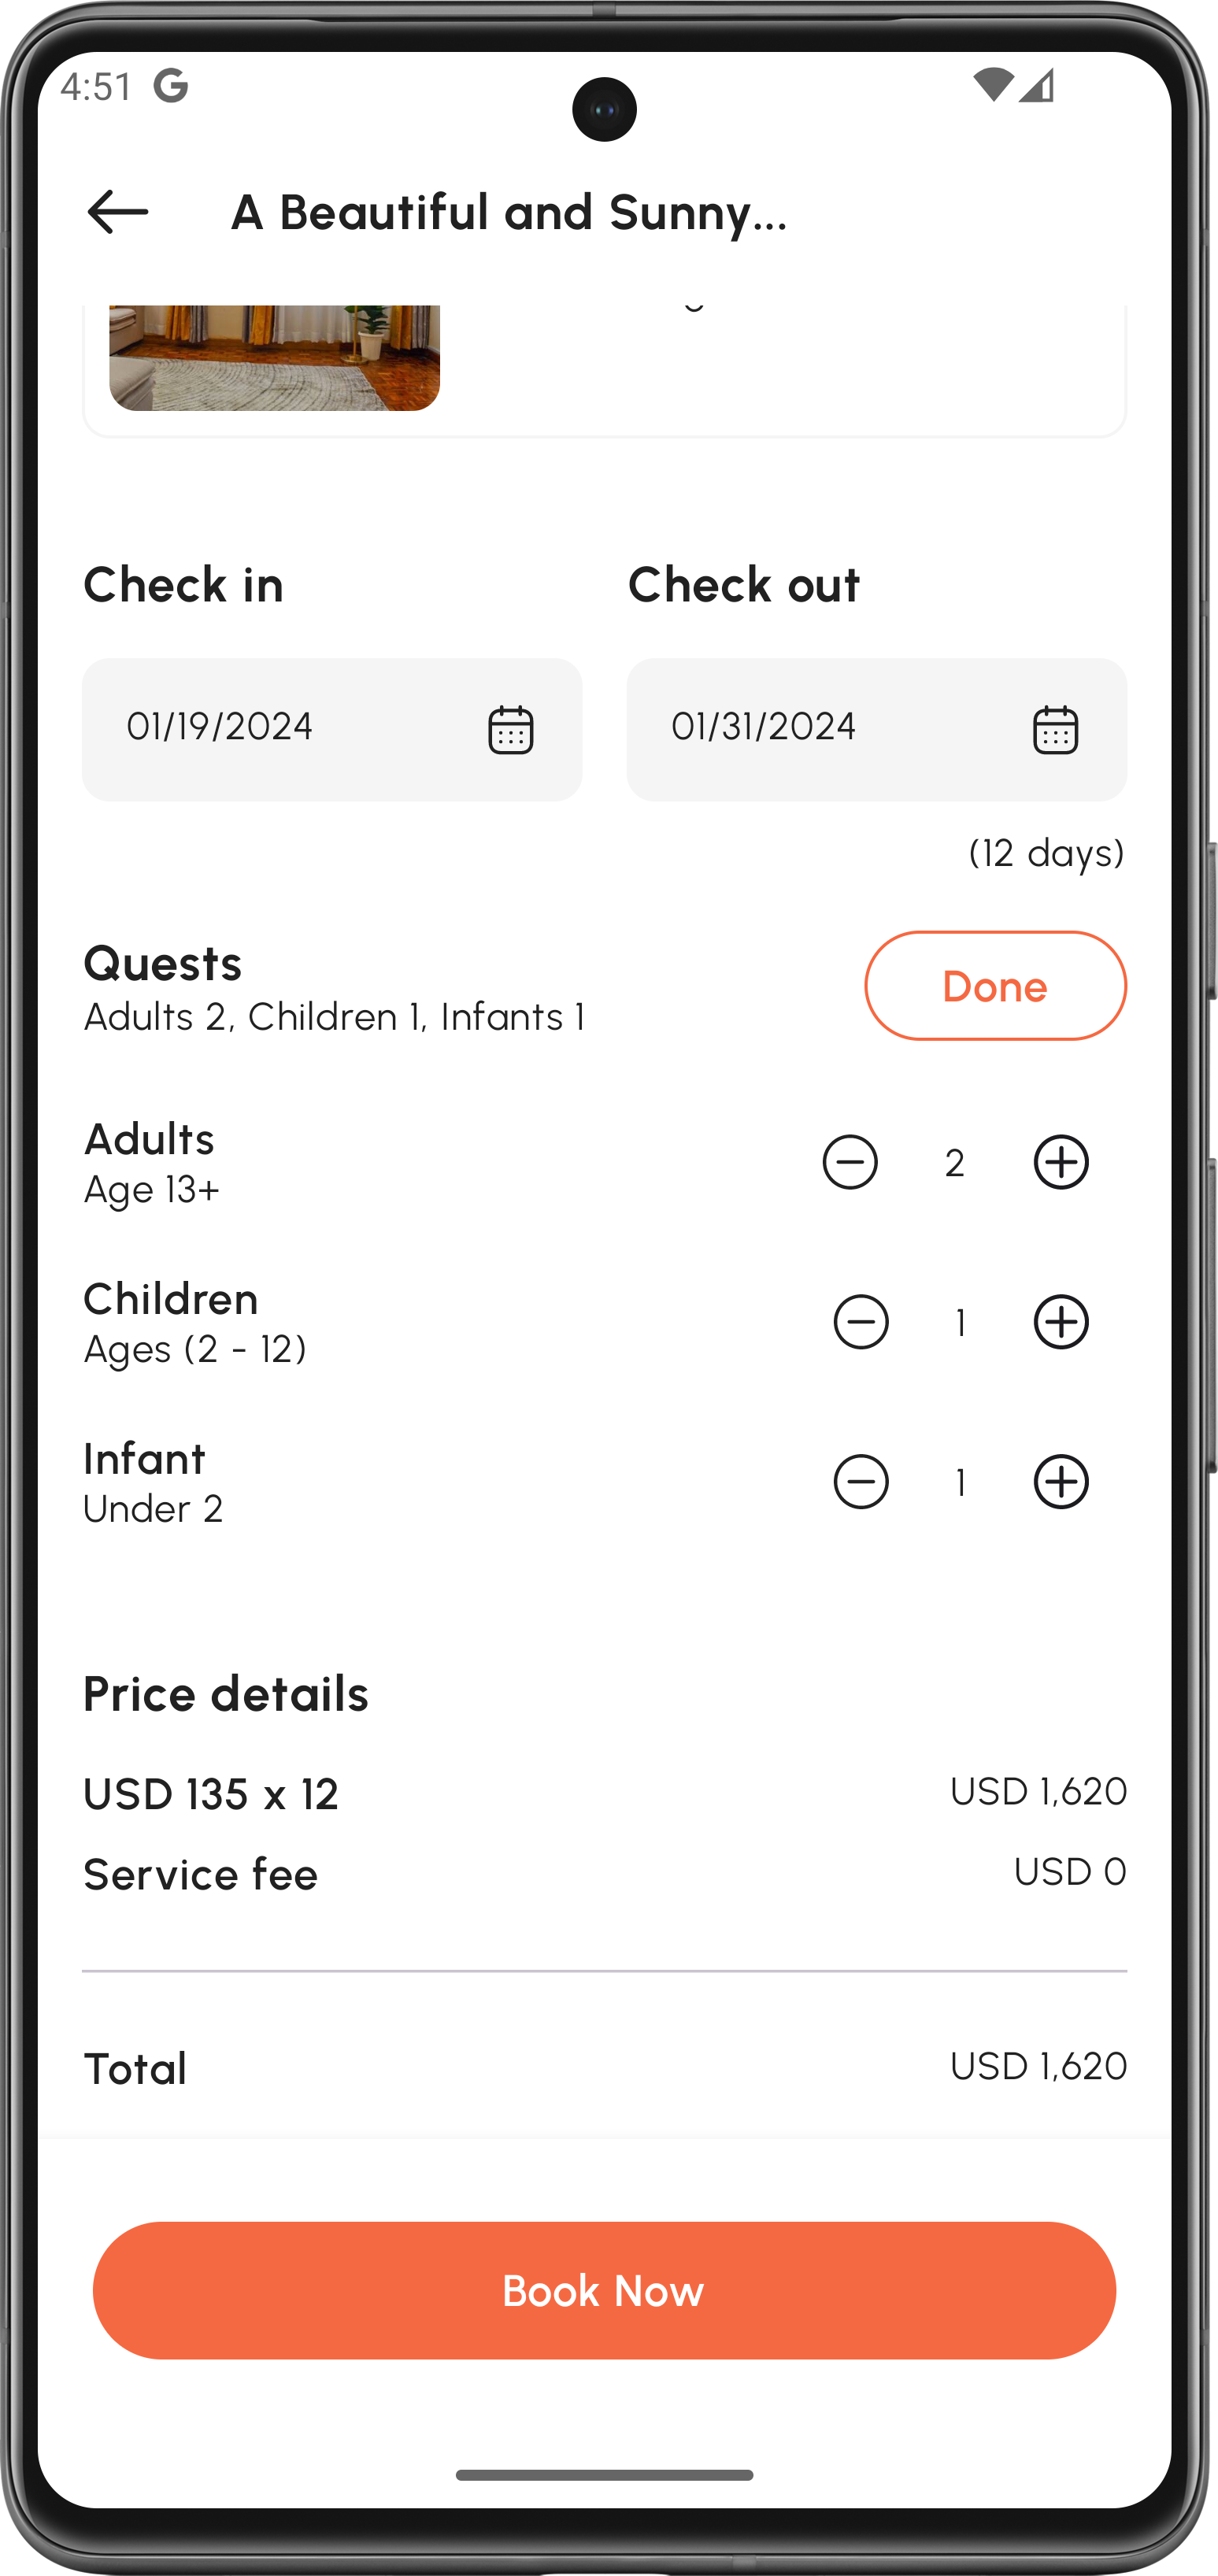 4:51 G
A Beautiful and Sunny...
Check in
Check out
01/19/2024
01/31/2024
(12 days)
Quests
Done
Adults 2, Children 1, Infants 1
Adults
Age 13+
2
Children
Ages (2 - 12)
1
Infant
Under 2
1
Price details
USD 135 x 12
USD 1,620
Service fee
USD 0
Total
USD 1,620
Book Now